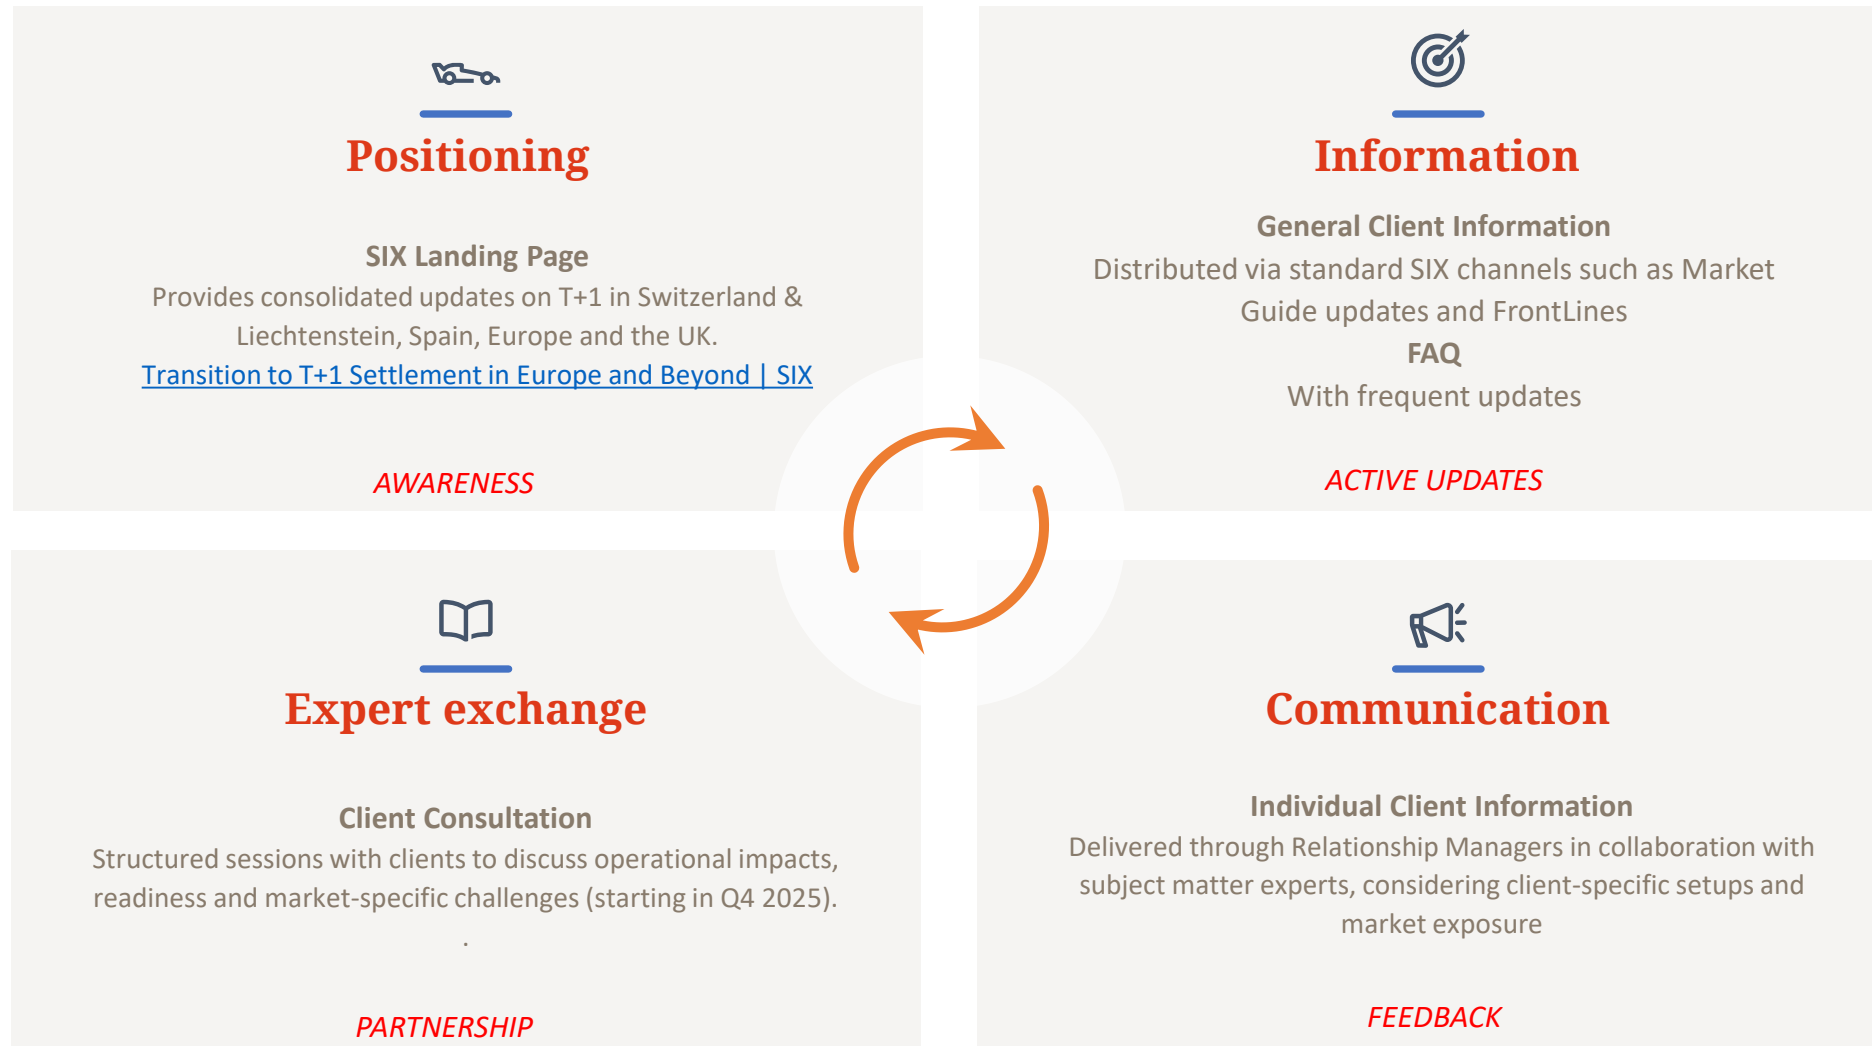 Positioning
SIX Landing Page
Provides consolidated updates on T+1 in Switzerland &
Liechtenstein, Spain, Europe and the UK.
Transition to T+1 Settlement in Europe and Beyond | SIX
AWARENESS
Information
General Client Information
Distributed via standard SIX channels such as Market
Guide updates and FrontLines
FAQ
With frequent updates
ACTIVE UPDATES
Expert exchange
Client Consultation
Structured sessions with clients to discuss operational impacts,
readiness and market-specific challenges (starting in Q4 2025).
.
PARTNERSHIP
Communication
Individual Client Information
Delivered through Relationship Managers in collaboration with
subject matter experts, considering client-specific setups and
market exposure
FEEDBACK